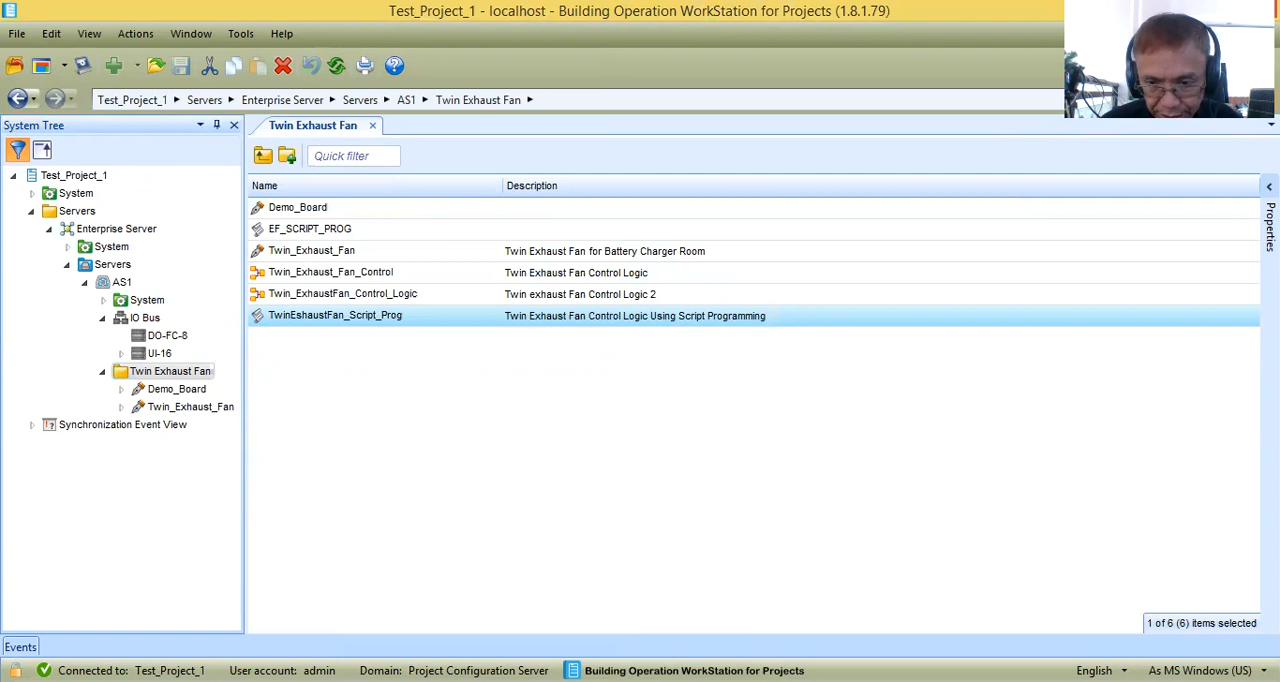 Test_Project_1 - localhost - Building Operation WorkStation for Projects (1.8.1.79)
File Edit View Actions Window Tools Help
Test_Project_1 Servers Enterprise Server Servers AS1 Twin Exhaust Fan
System Tree
Twin Exhaust Fan
Quick filter
Test_Project_1
System
Servers
Enterprise Server
System
Servers
AS1
System
IO Bus
DO-FC-8
UI-16
Twin Exhaust Fan
Demo_Board
Twin_Exhaust_Fan
Synchronization Event View
Name Description
Demo_Board
EF_SCRIPT_PROG
Twin_Exhaust_Fan Twin Exhaust Fan for Battery Charger Room
Twin_Exhaust_Fan_Control Twin Exhaust Fan Control Logic
Twin_ExhaustFan_Control_Logic Twin exhaust Fan Control Logic 2
TwinEshaustFan_Script_Prog Twin Exhaust Fan Control Logic Using Script Programming
Properties
1 of 6 (6) items selected
Events
Connected to: Test_Project_1 User account: admin Domain: Project Configuration Server Building Operation WorkStation for Projects English As MS Windows (US)